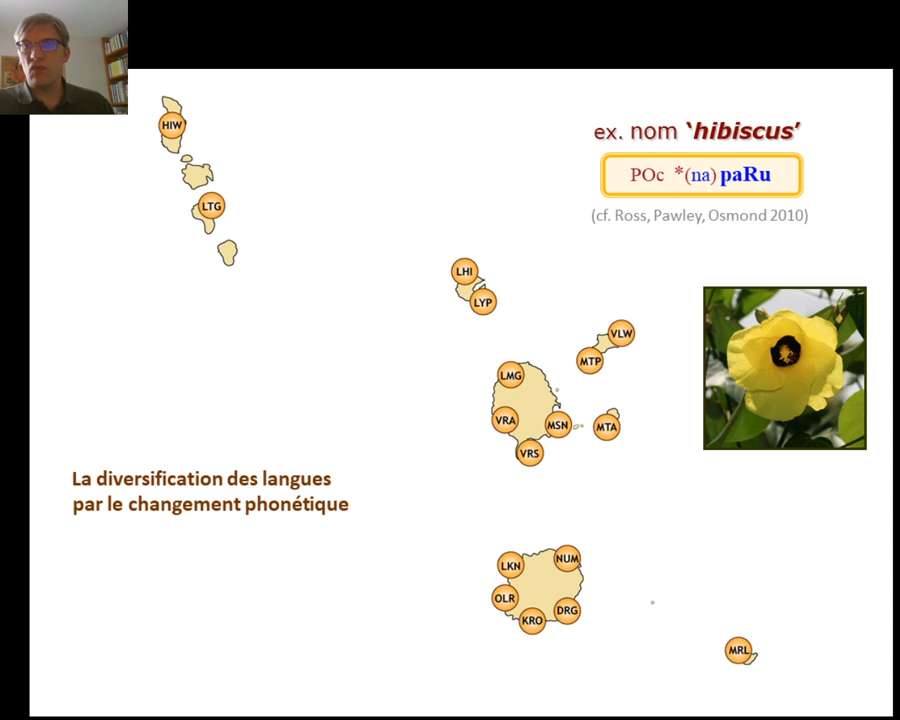 HIW
ex. nom ‘hibiscus’
POc *(na) paRu
LTG
(cf. Ross, Pawley, Osmond 2010)
LHI
LYP
VLW
MTP
LMG
VRA
MSN
MTA
VRS
La diversification des langues
par le changement phonétique
LKN
NUM
OLR
DRG
KRO
MRL